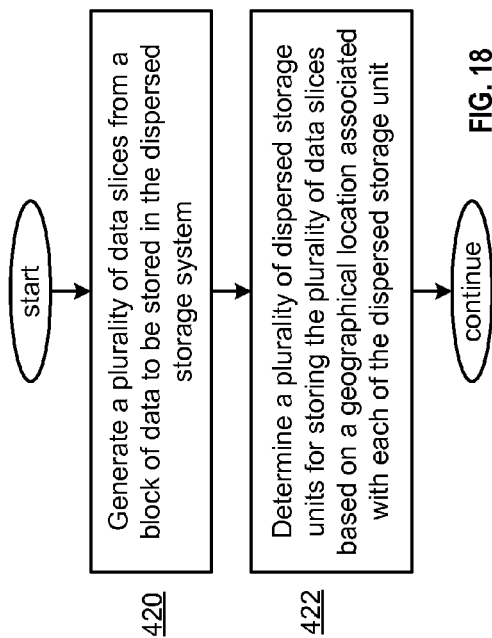 start
420
Generate a plurality of data slices from a
block of data to be stored in the dispersed
storage system
422
Determine a plurality of dispersed storage
units for storing the plurality of data slices
based on a geographical location associated
with each of the dispersed storage unit
continue
FIG. 18